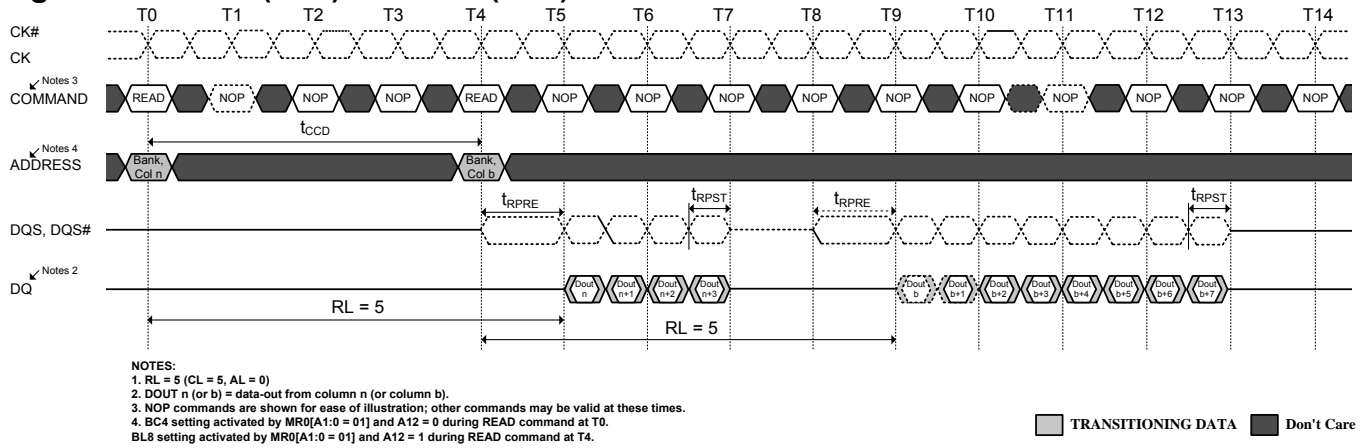 T0 T1 T2 T3 T4 T5 T6 T7 T8 T9 T10 T11 T12 T13 T14
CK#
CK
Notes 3
COMMAND READ NOP NOP NOP READ NOP NOP NOP NOP NOP NOP NOP NOP NOP NOP
tCCD
Notes 4
ADDRESS
Bank, Col n
Bank, Col b
tRPRE tRPST tRPRE tRPST
DQS, DQS#
Notes 2
DQ
Dout n
Dout n+1
Dout n+2
Dout n+3
Dout b
Dout b+1
Dout b+2
Dout b+3
Dout b+4
Dout b+5
Dout b+6
Dout b+7
RL = 5
RL = 5
NOTES:
1. RL = 5 (CL = 5, AL = 0)
2. DOUT n (or b) = data-out from column n (or column b).
3. NOP commands are shown for ease of illustration; other commands may be valid at these times.
4. BC4 setting activated by MR0[A1:0 = 01] and A12 = 0 during READ command at T0.
BL8 setting activated by MR0[A1:0 = 01] and A12 = 1 during READ command at T4.
TRANSITIONING DATA Don't Care